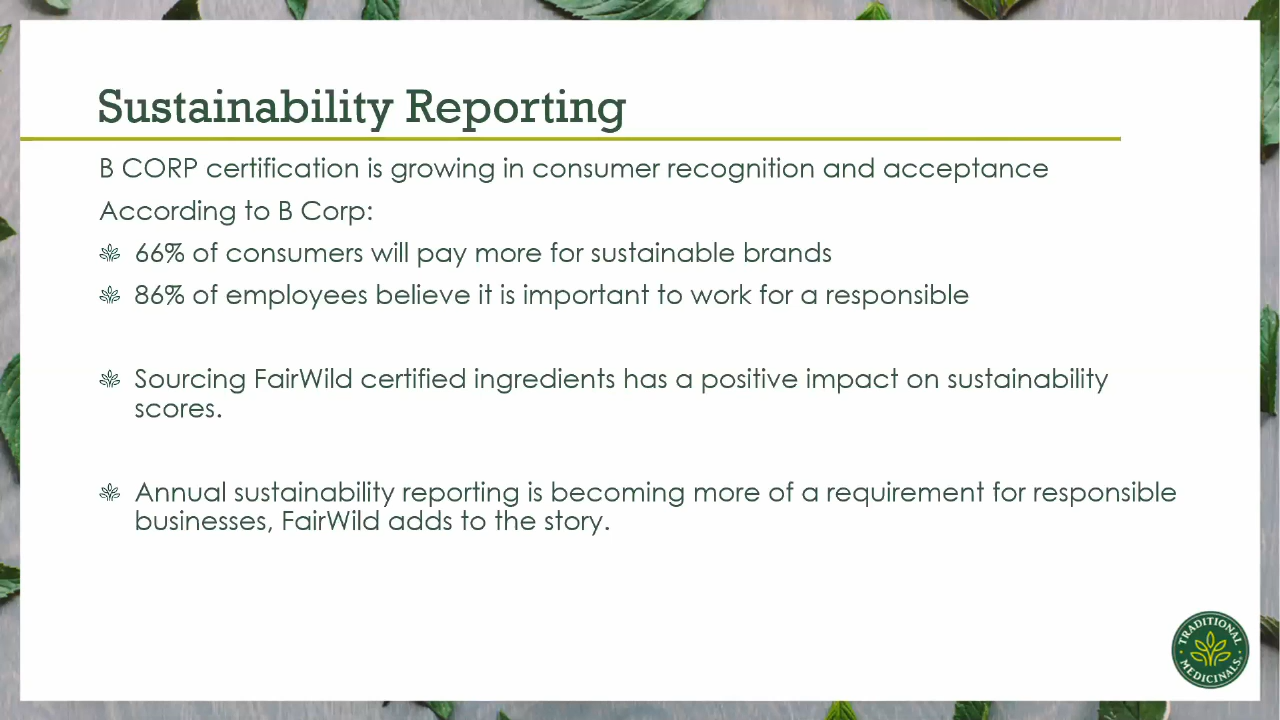 Sustainability Reporting
B CORP certification is growing in consumer recognition and acceptance
According to B Corp:
66% of consumers will pay more for sustainable brands
86% of employees believe it is important to work for a responsible
Sourcing FairWild certified ingredients has a positive impact on sustainability
scores.
Annual sustainability reporting is becoming more of a requirement for responsible
businesses, FairWild adds to the story.
TRADITIONAL
MEDICINALS